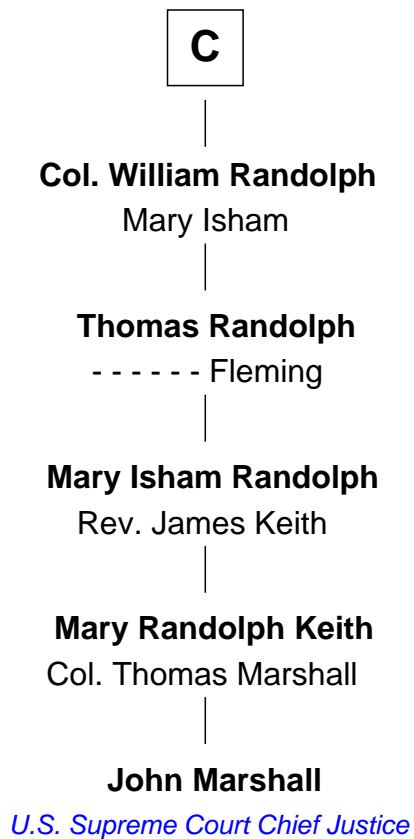 C
Col. William Randolph
Mary Isham
Thomas Randolph
- - - - - - Fleming
Mary Isham Randolph
Rev. James Keith
Mary Randolph Keith
Col. Thomas Marshall
John Marshall
U.S. Supreme Court Chief Justice